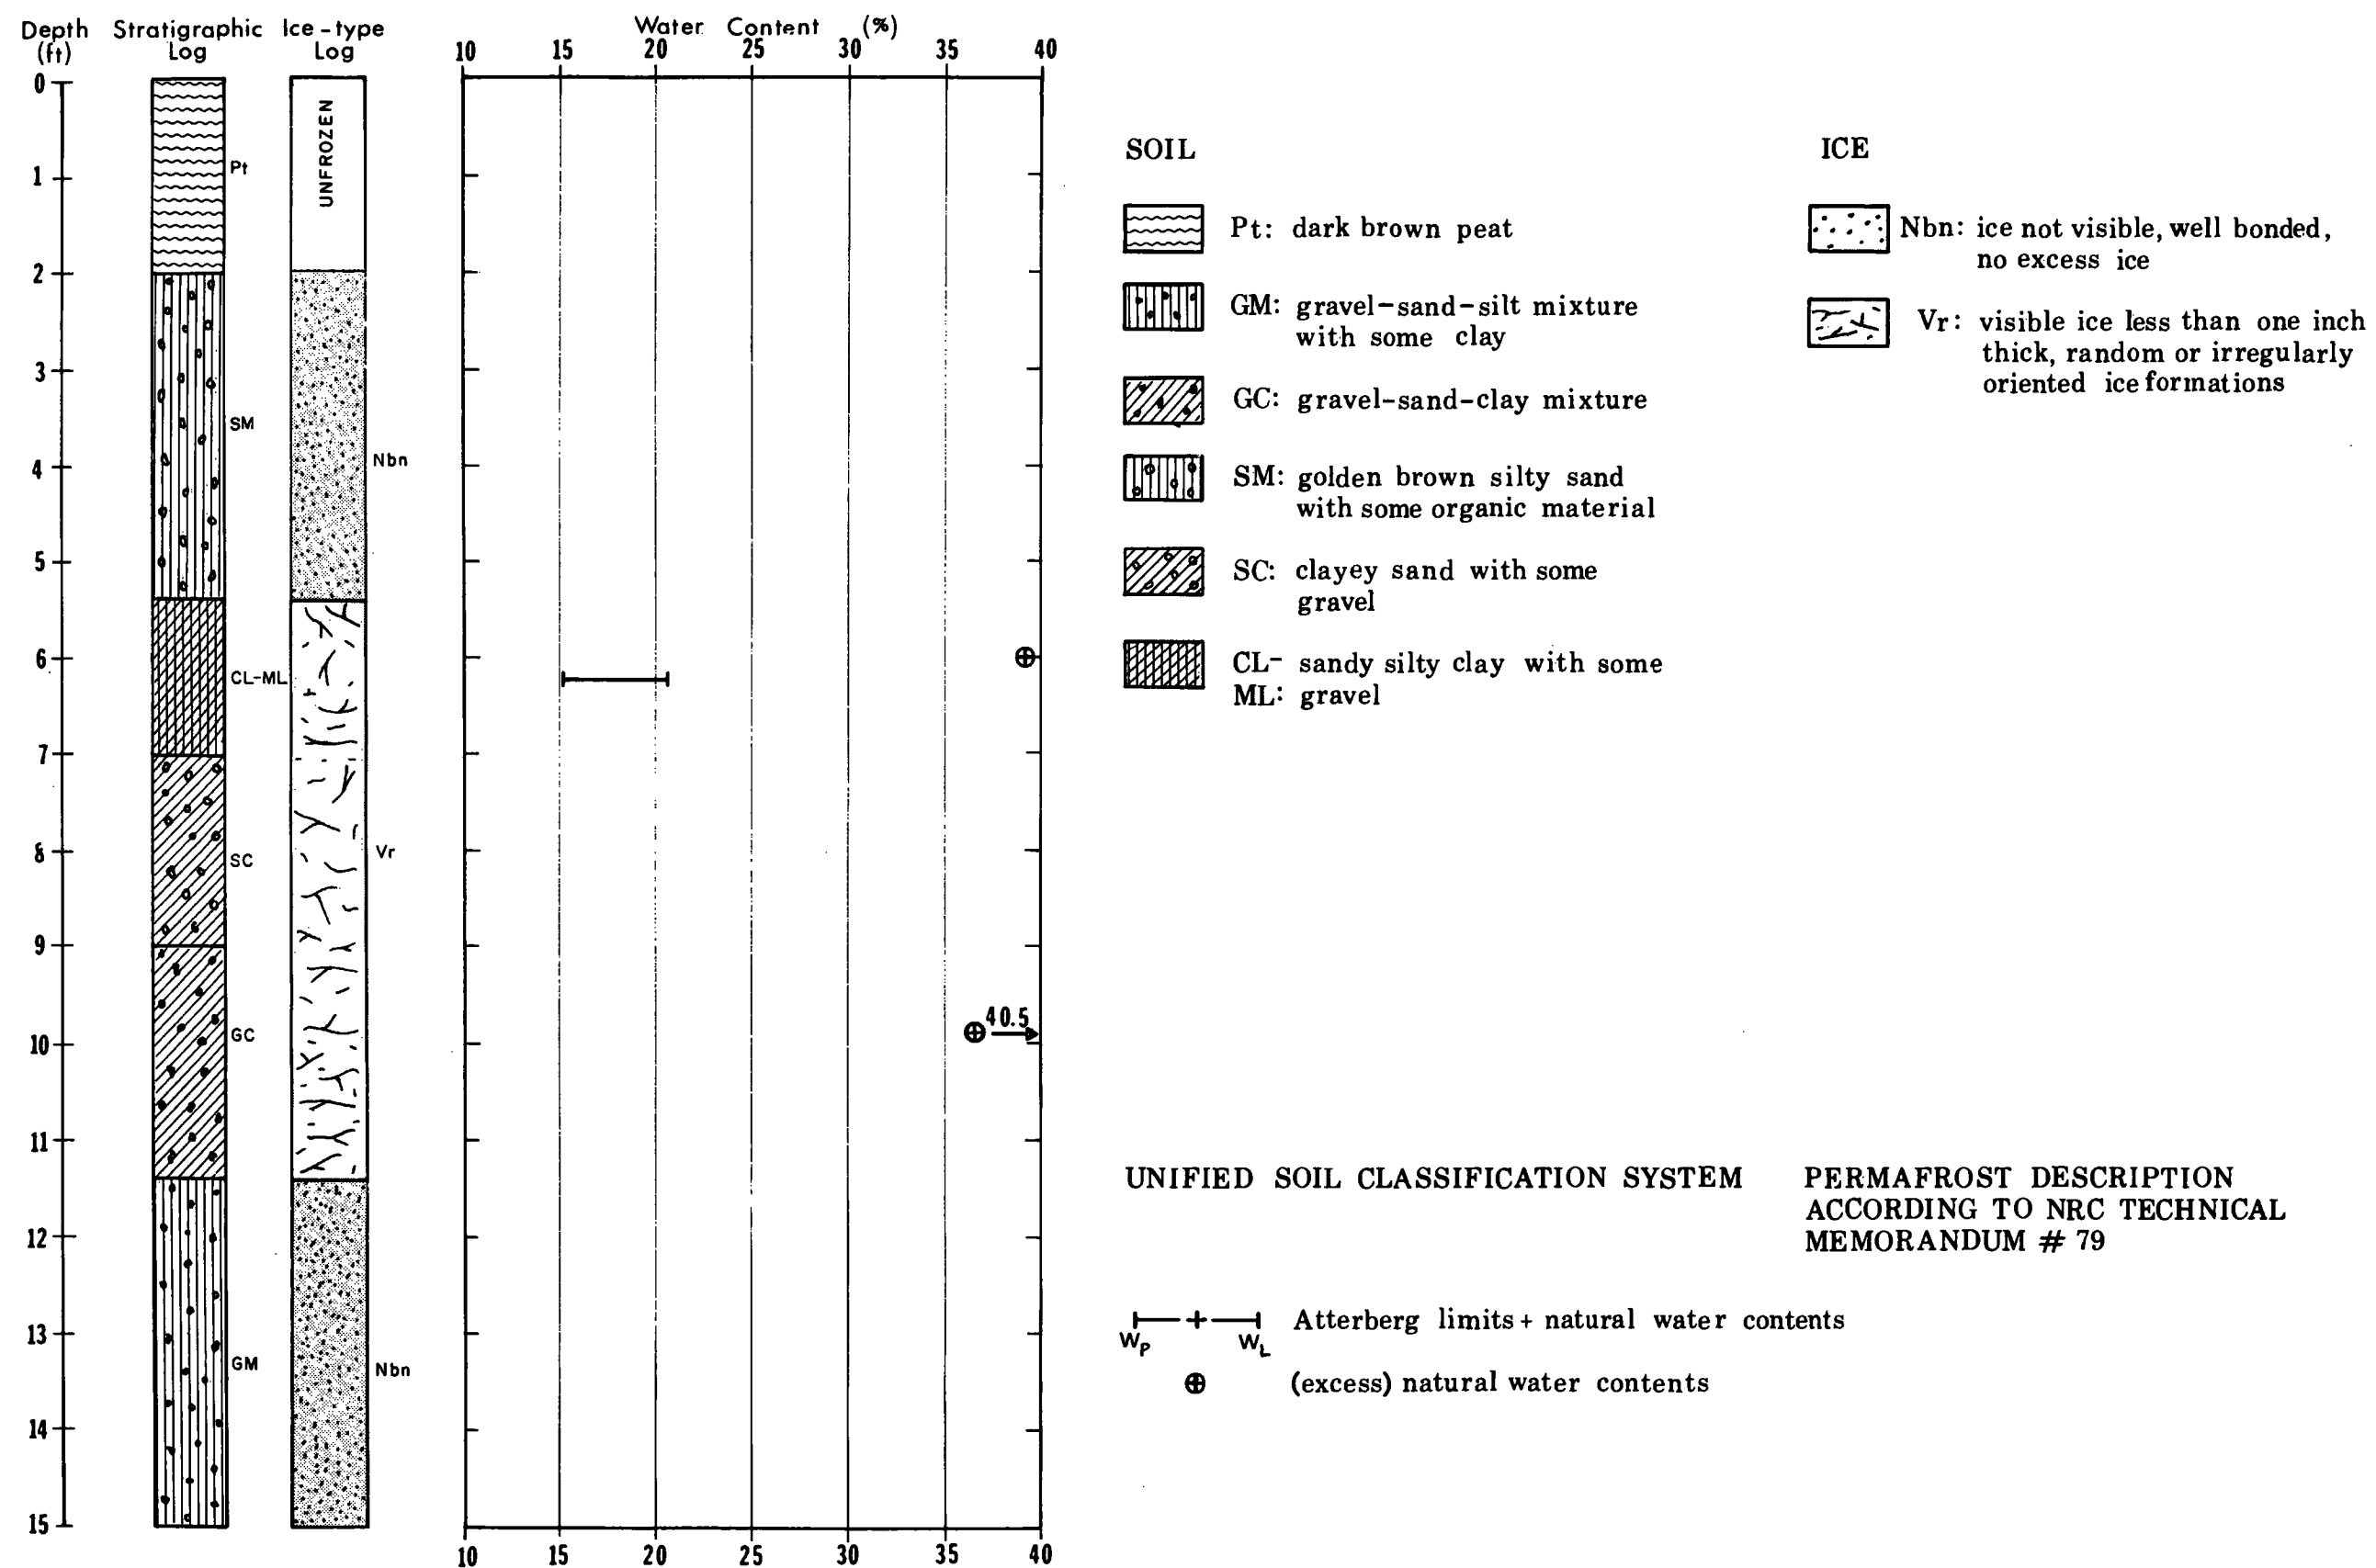 Depth Stratigraphic Ice-type Water Content (%)
(ft) Log Log
10 15 20 25 30 35 40
0
1
2
3
4
5
6
7
8
9
10
11
12
13
14
15
Pt
SM
CL-ML
SC
GC
GM
UNFROZEN
Nbn
Vr
Nbn
40.5
10 15 20 25 30 35 40
SOIL
Pt: dark brown peat
GM: gravel-sand-silt mixture
with some clay
GC: gravel-sand-clay mixture
SM: golden brown silty sand
with some organic material
SC: clayey sand with some
gravel
CL- sandy silty clay with some
ML: gravel
ICE
Nbn: ice not visible, well bonded,
no excess ice
Vr: visible ice less than one inch
thick, random or irregularly
oriented ice formations
UNIFIED SOIL CLASSIFICATION SYSTEM
PERMAFROST DESCRIPTION
ACCORDING TO NRC TECHNICAL
MEMORANDUM # 79
Atterberg limits + natural water contents
WP WL
(excess) natural water contents